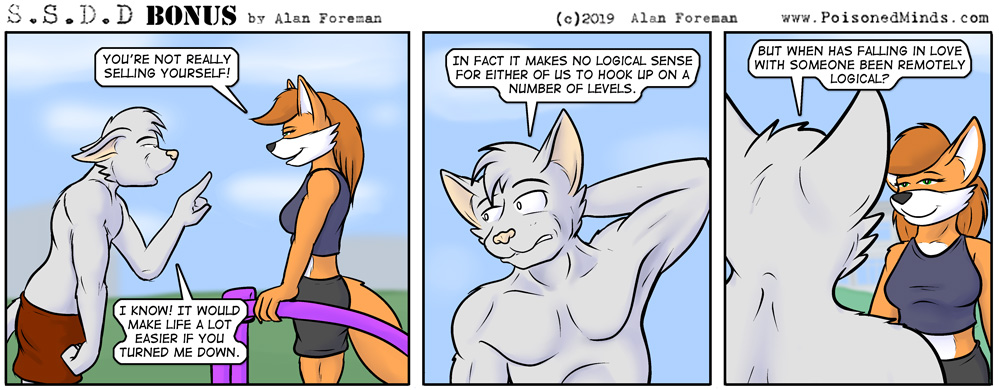 S.S.D.D BONUS by Alan Foreman (c)2019 Alan Foreman www.PoisonedMinds.com
YOU'RE NOT REALLY
SELLING YOURSELF!
I KNOW! IT WOULD
MAKE LIFE A LOT
EASIER IF YOU
TURNED ME DOWN.
IN FACT IT MAKES NO LOGICAL SENSE
FOR EITHER OF US TO HOOK UP ON A
NUMBER OF LEVELS.
BUT WHEN HAS FALLING IN LOVE
WITH SOMEONE BEEN REMOTELY
LOGICAL?